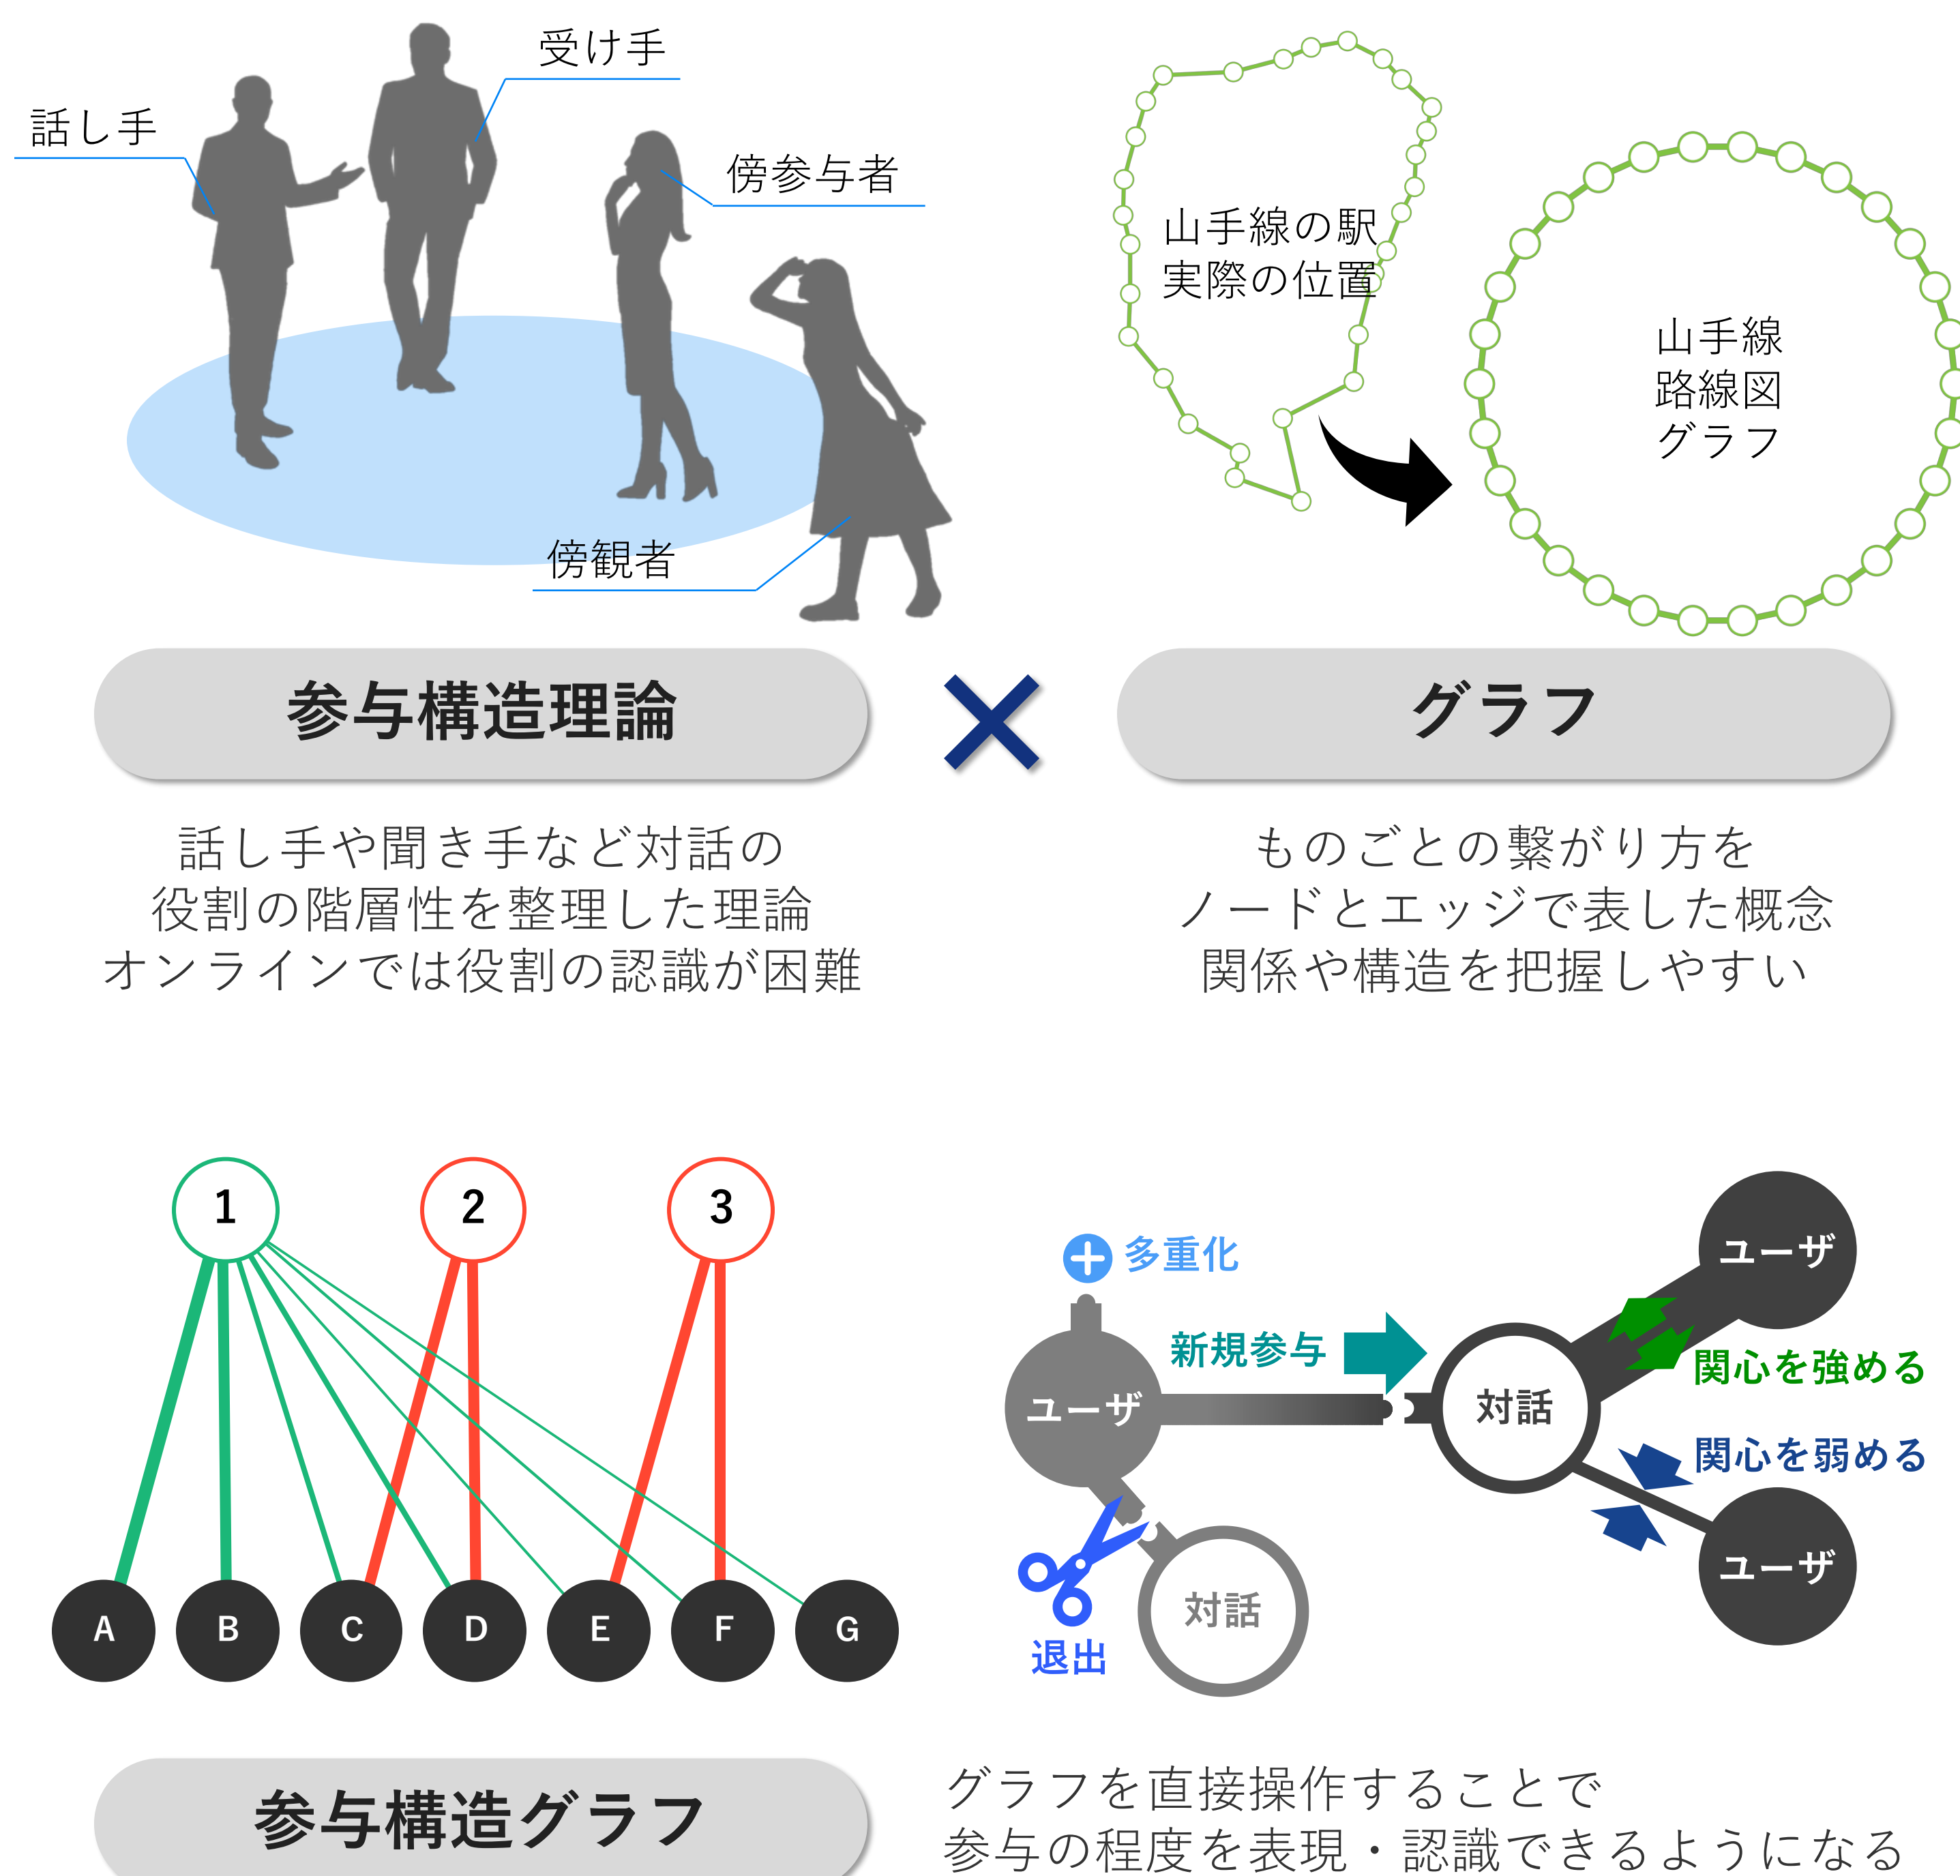 受け手
話し手
傍参与者
傍観者
山手線の駅
実際の位置
山手線
路線図
グラフ
参与構造理論
×
グラフ
話し手や聞き手など対話の
役割の階層性を整理した理論
オンラインでは役割の認識が困難
ものごとの繋がり方を
ノードとエッジで表した概念
関係や構造を把握しやすい
1
2
3
A
B
C
D
E
F
G
多重化
新規参与
ユーザ
対話
ユーザ
関心を強める
関心を弱める
ユーザ
対話
退出
参与構造グラフ
グラフを直接操作することで
参与の程度を表現・認識できるようになる